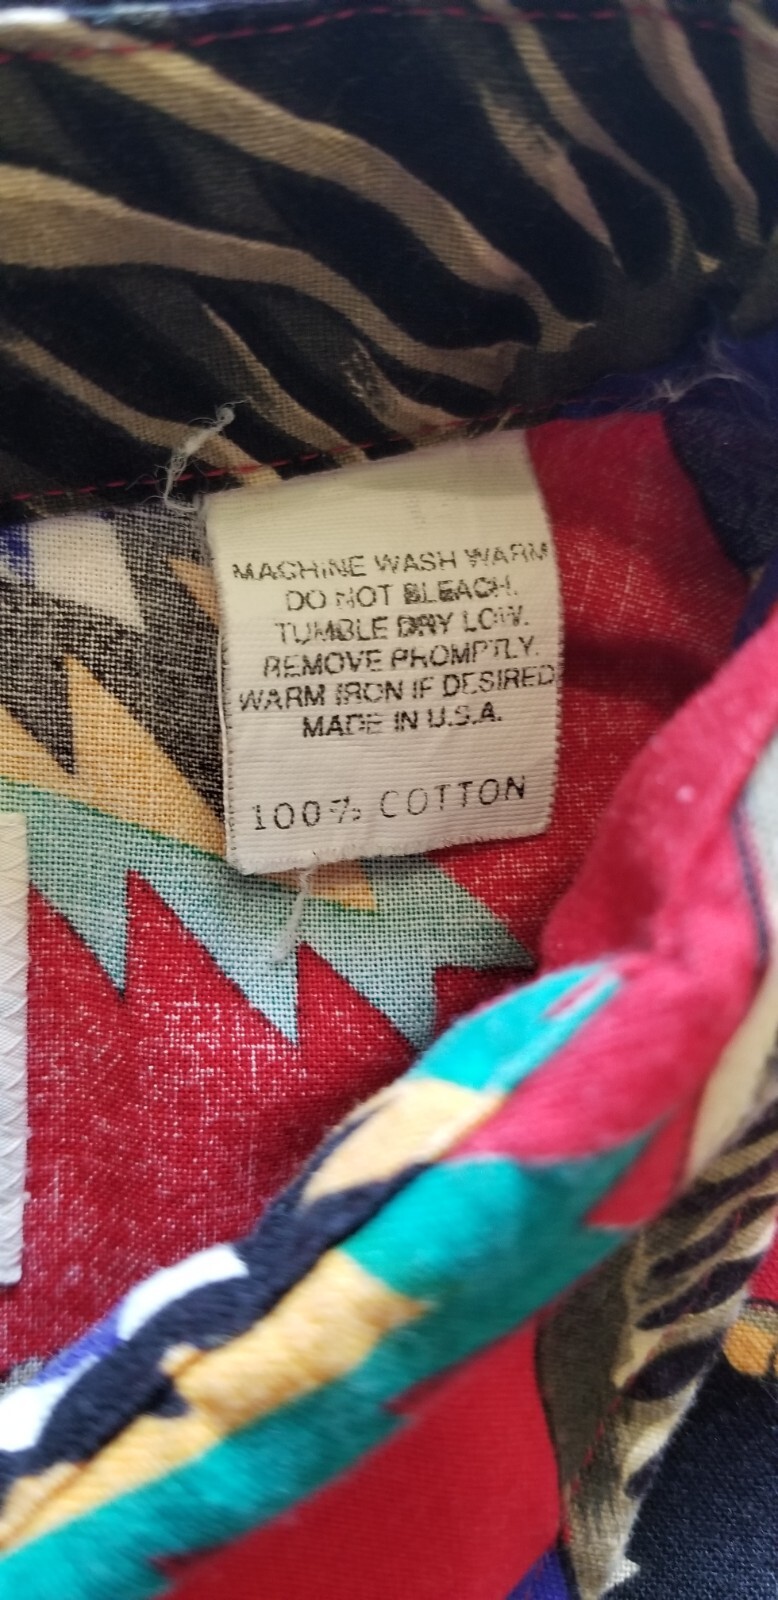 MACHINE WASH WARM
DO NOT BLEACH.
TUMBLE DRY LOW.
REMOVE PROMPTLY.
WARM IRON IF DESIRED
MADE IN U.S.A.
100% COTTON